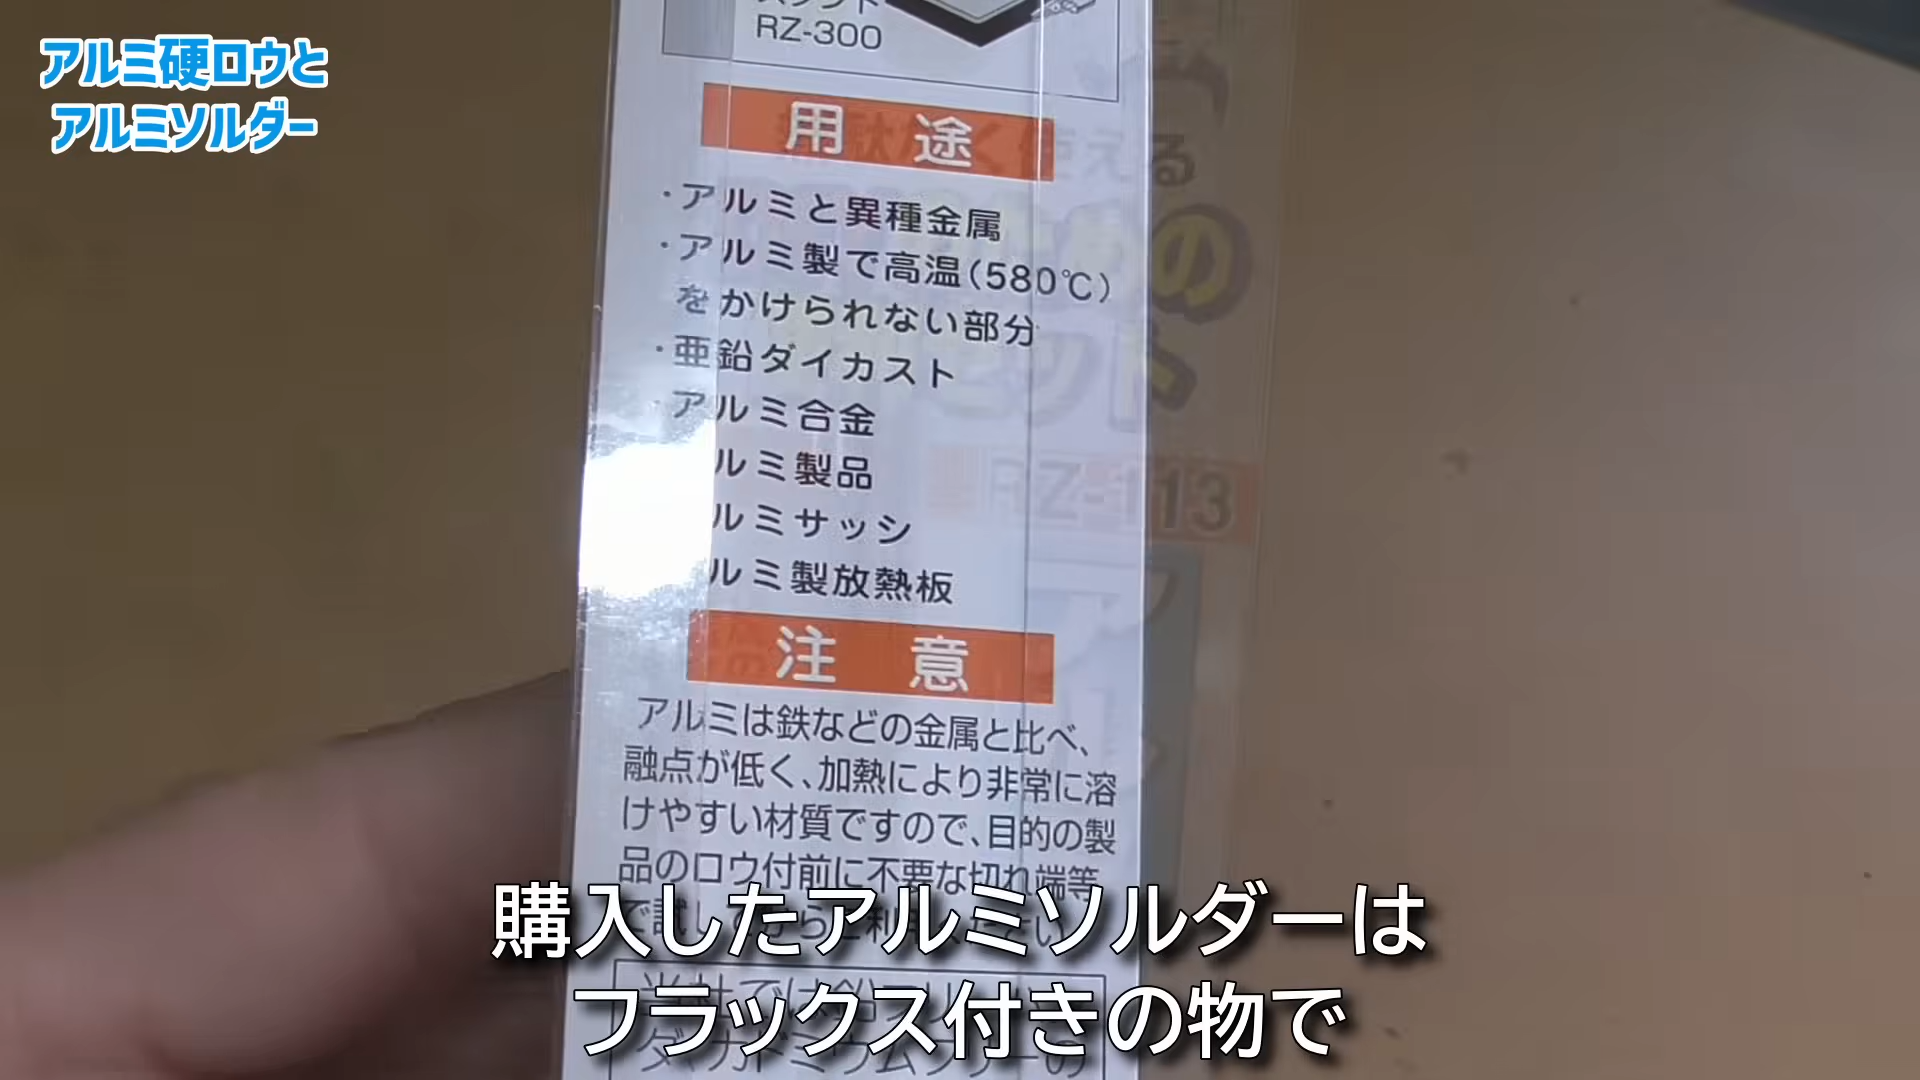 アルミ硬ロウと
アルミソルダー
RZ-300
用途
・アルミと異種金属
・アルミ製で高温(580℃)
をかけられない部分
・亜鉛ダイカスト
・アルミ合金
ルミ製品
ルミサッシ
ルミ製放熱板
RZ-113
注意
アルミは鉄などの金属と比べ、
融点が低く、加熱により非常に溶
けやすい材質ですので、目的の製
品のロウ付前に不要な切れ端等
購入したアルミソルダーは
フラックス付きの物で